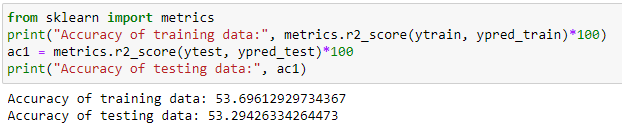 from sklearn import metrics
print("Accuracy of training data:", metrics.r2_score(ytrain, ypred_train)*100)
ac1 = metrics.r2_score(ytest, ypred_test)*100
print("Accuracy of testing data:", ac1)
Accuracy of training data: 53.69612929734367
Accuracy of testing data: 53.29426334264473